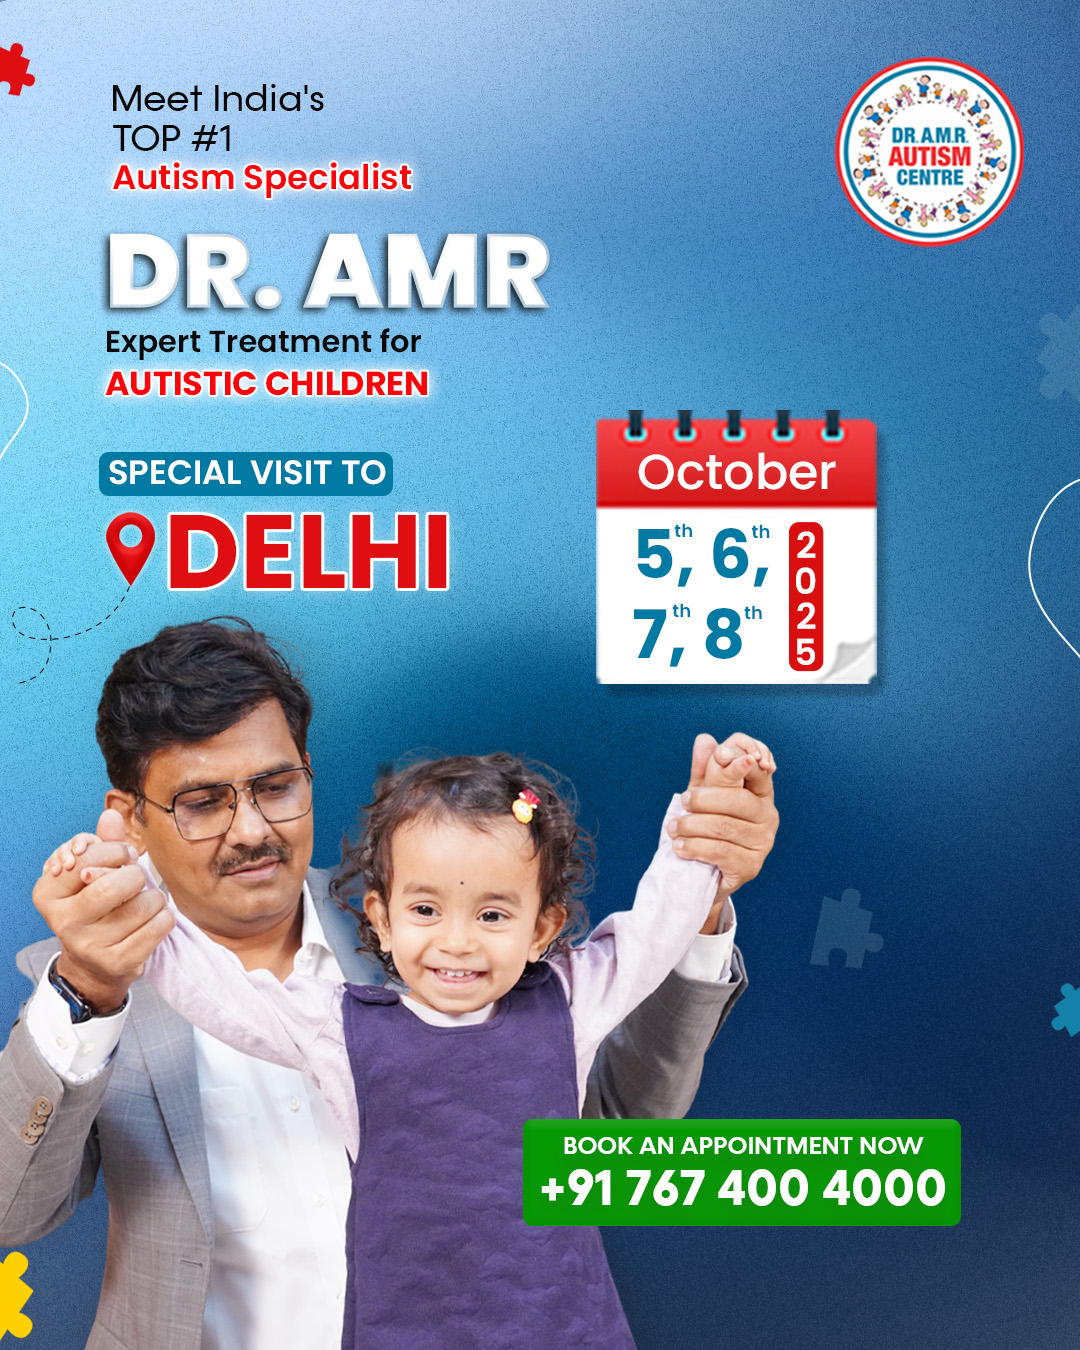 Meet India's
TOP #1
Autism Specialist
DR. AMR
Expert Treatment for
AUTISTIC CHILDREN
SPECIAL VISIT TO
DELHI
DR.A.M.R.
AUTISM
CENTRE
October
5th, 6th,
7th, 8th
2025
BOOK AN APPOINTMENT NOW
+91 767 400 4000